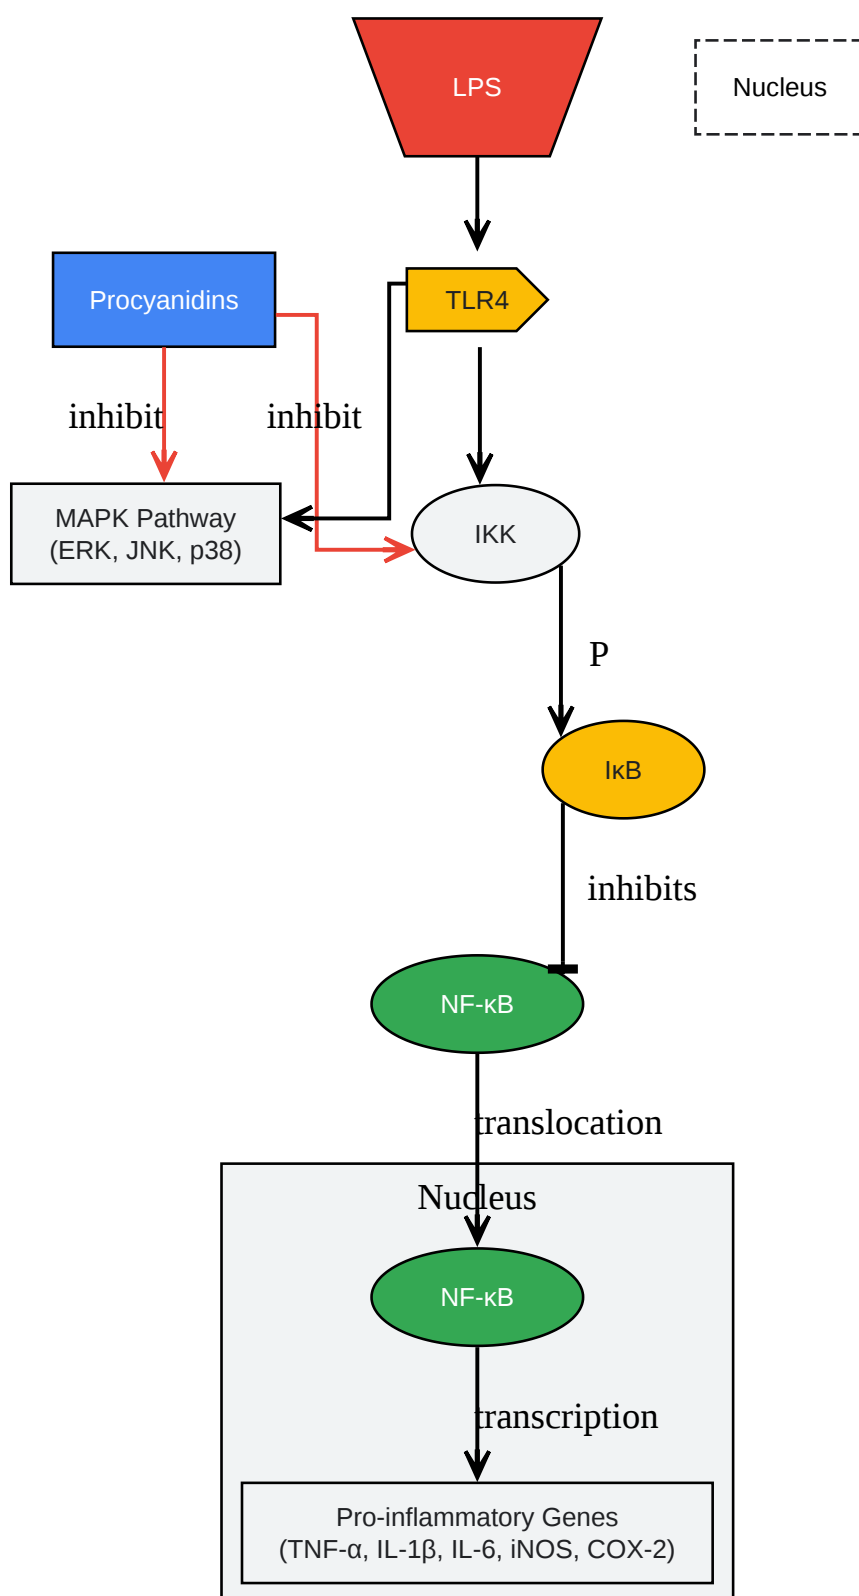 LPS
Nucleus
Procyanidins
TLR4
inhibit
inhibit
MAPK Pathway
(ERK, JNK, p38)
IKK
P
IκB
inhibits
NF-κB
translocation
Nucleus
NF-κB
transcription
Pro-inflammatory Genes
(TNF-α, IL-1β, IL-6, iNOS, COX-2)